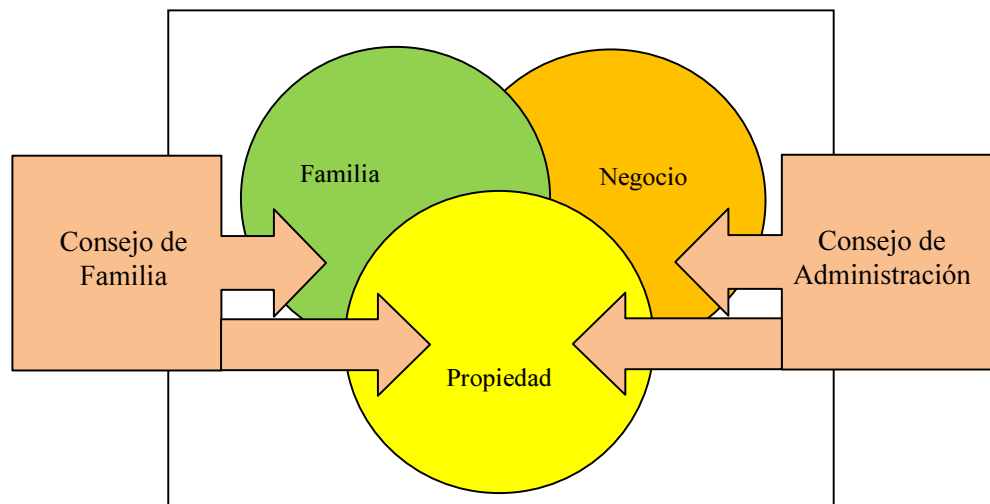 Familia
Negocio
Consejo de
Familia
Consejo de
Administración
Propiedad